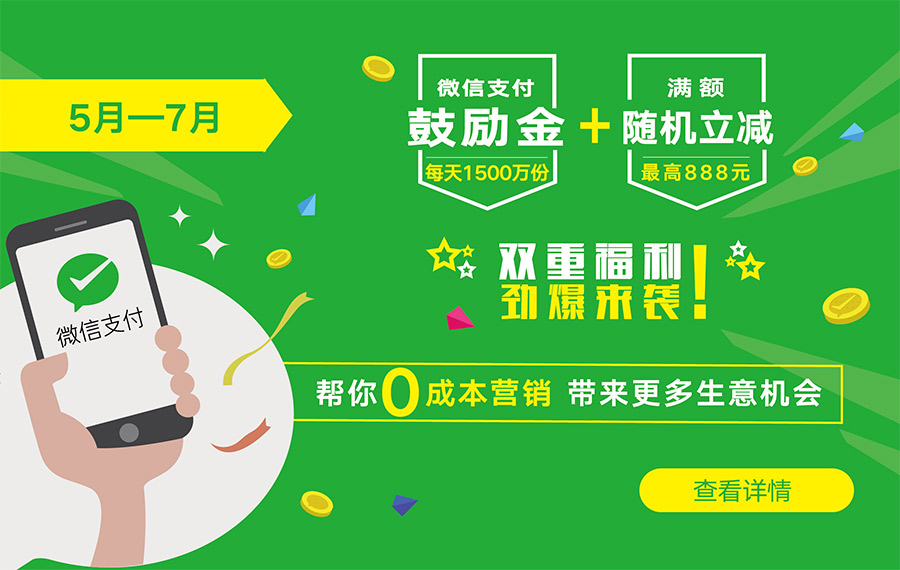 5月—7月
微信支付
鼓励金
每天1500万份
+
满额
随机立减
最高888元
双重福利
劲爆来袭!
微信支付
帮你0成本营销 带来更多生意机会
查看详情